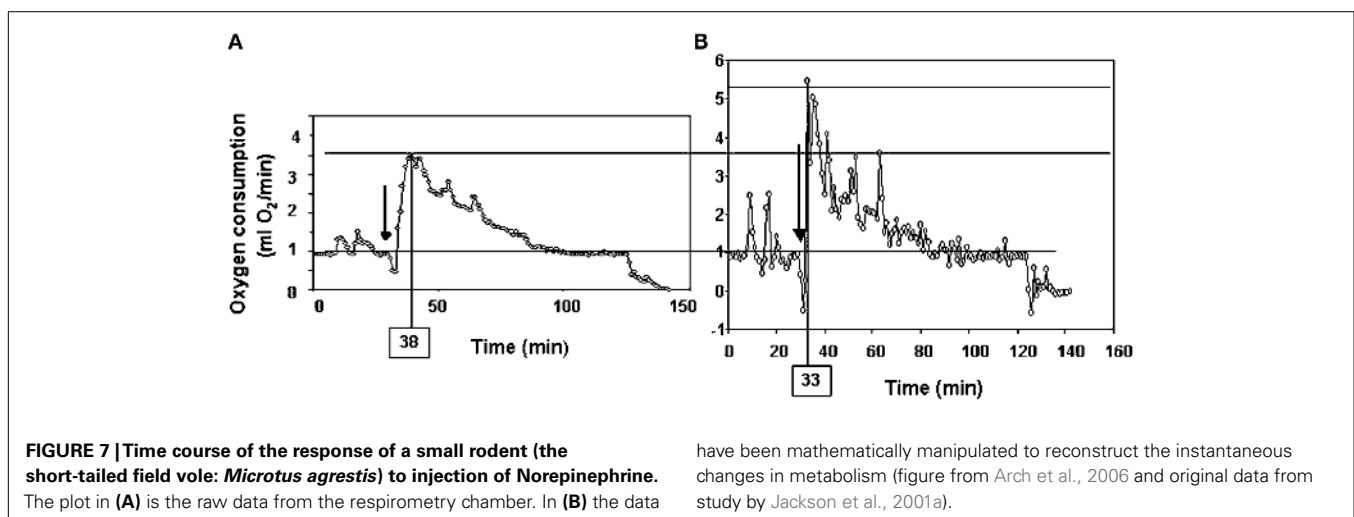 A
B
Oxygen consumption
(ml O₂/min)
4
3
2
1
0
0
50
100
150
38
Time (min)
6
5
4
3
2
1
0
-1
0
20
40
60
80
100
120
140
160
33
Time (min)
FIGURE 7 | Time course of the response of a small rodent (the
short-tailed field vole: Microtus agrestis) to injection of Norepinephrine.
The plot in (A) is the raw data from the respirometry chamber. In (B) the data
have been mathematically manipulated to reconstruct the instantaneous
changes in metabolism (figure from Arch et al., 2006 and original data from
study by Jackson et al., 2001a).